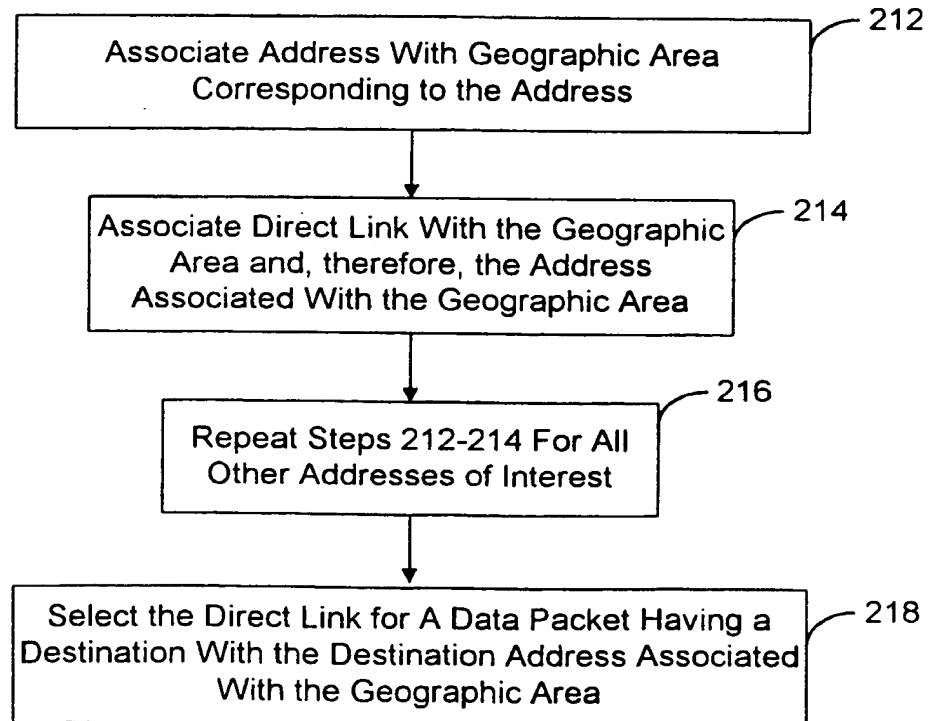 212
Associate Address With Geographic Area
Corresponding to the Address
214
Associate Direct Link With the Geographic
Area and, therefore, the Address
Associated With the Geographic Area
216
Repeat Steps 212-214 For All
Other Addresses of Interest
218
Select the Direct Link for A Data Packet Having a
Destination With the Destination Address Associated
With the Geographic Area